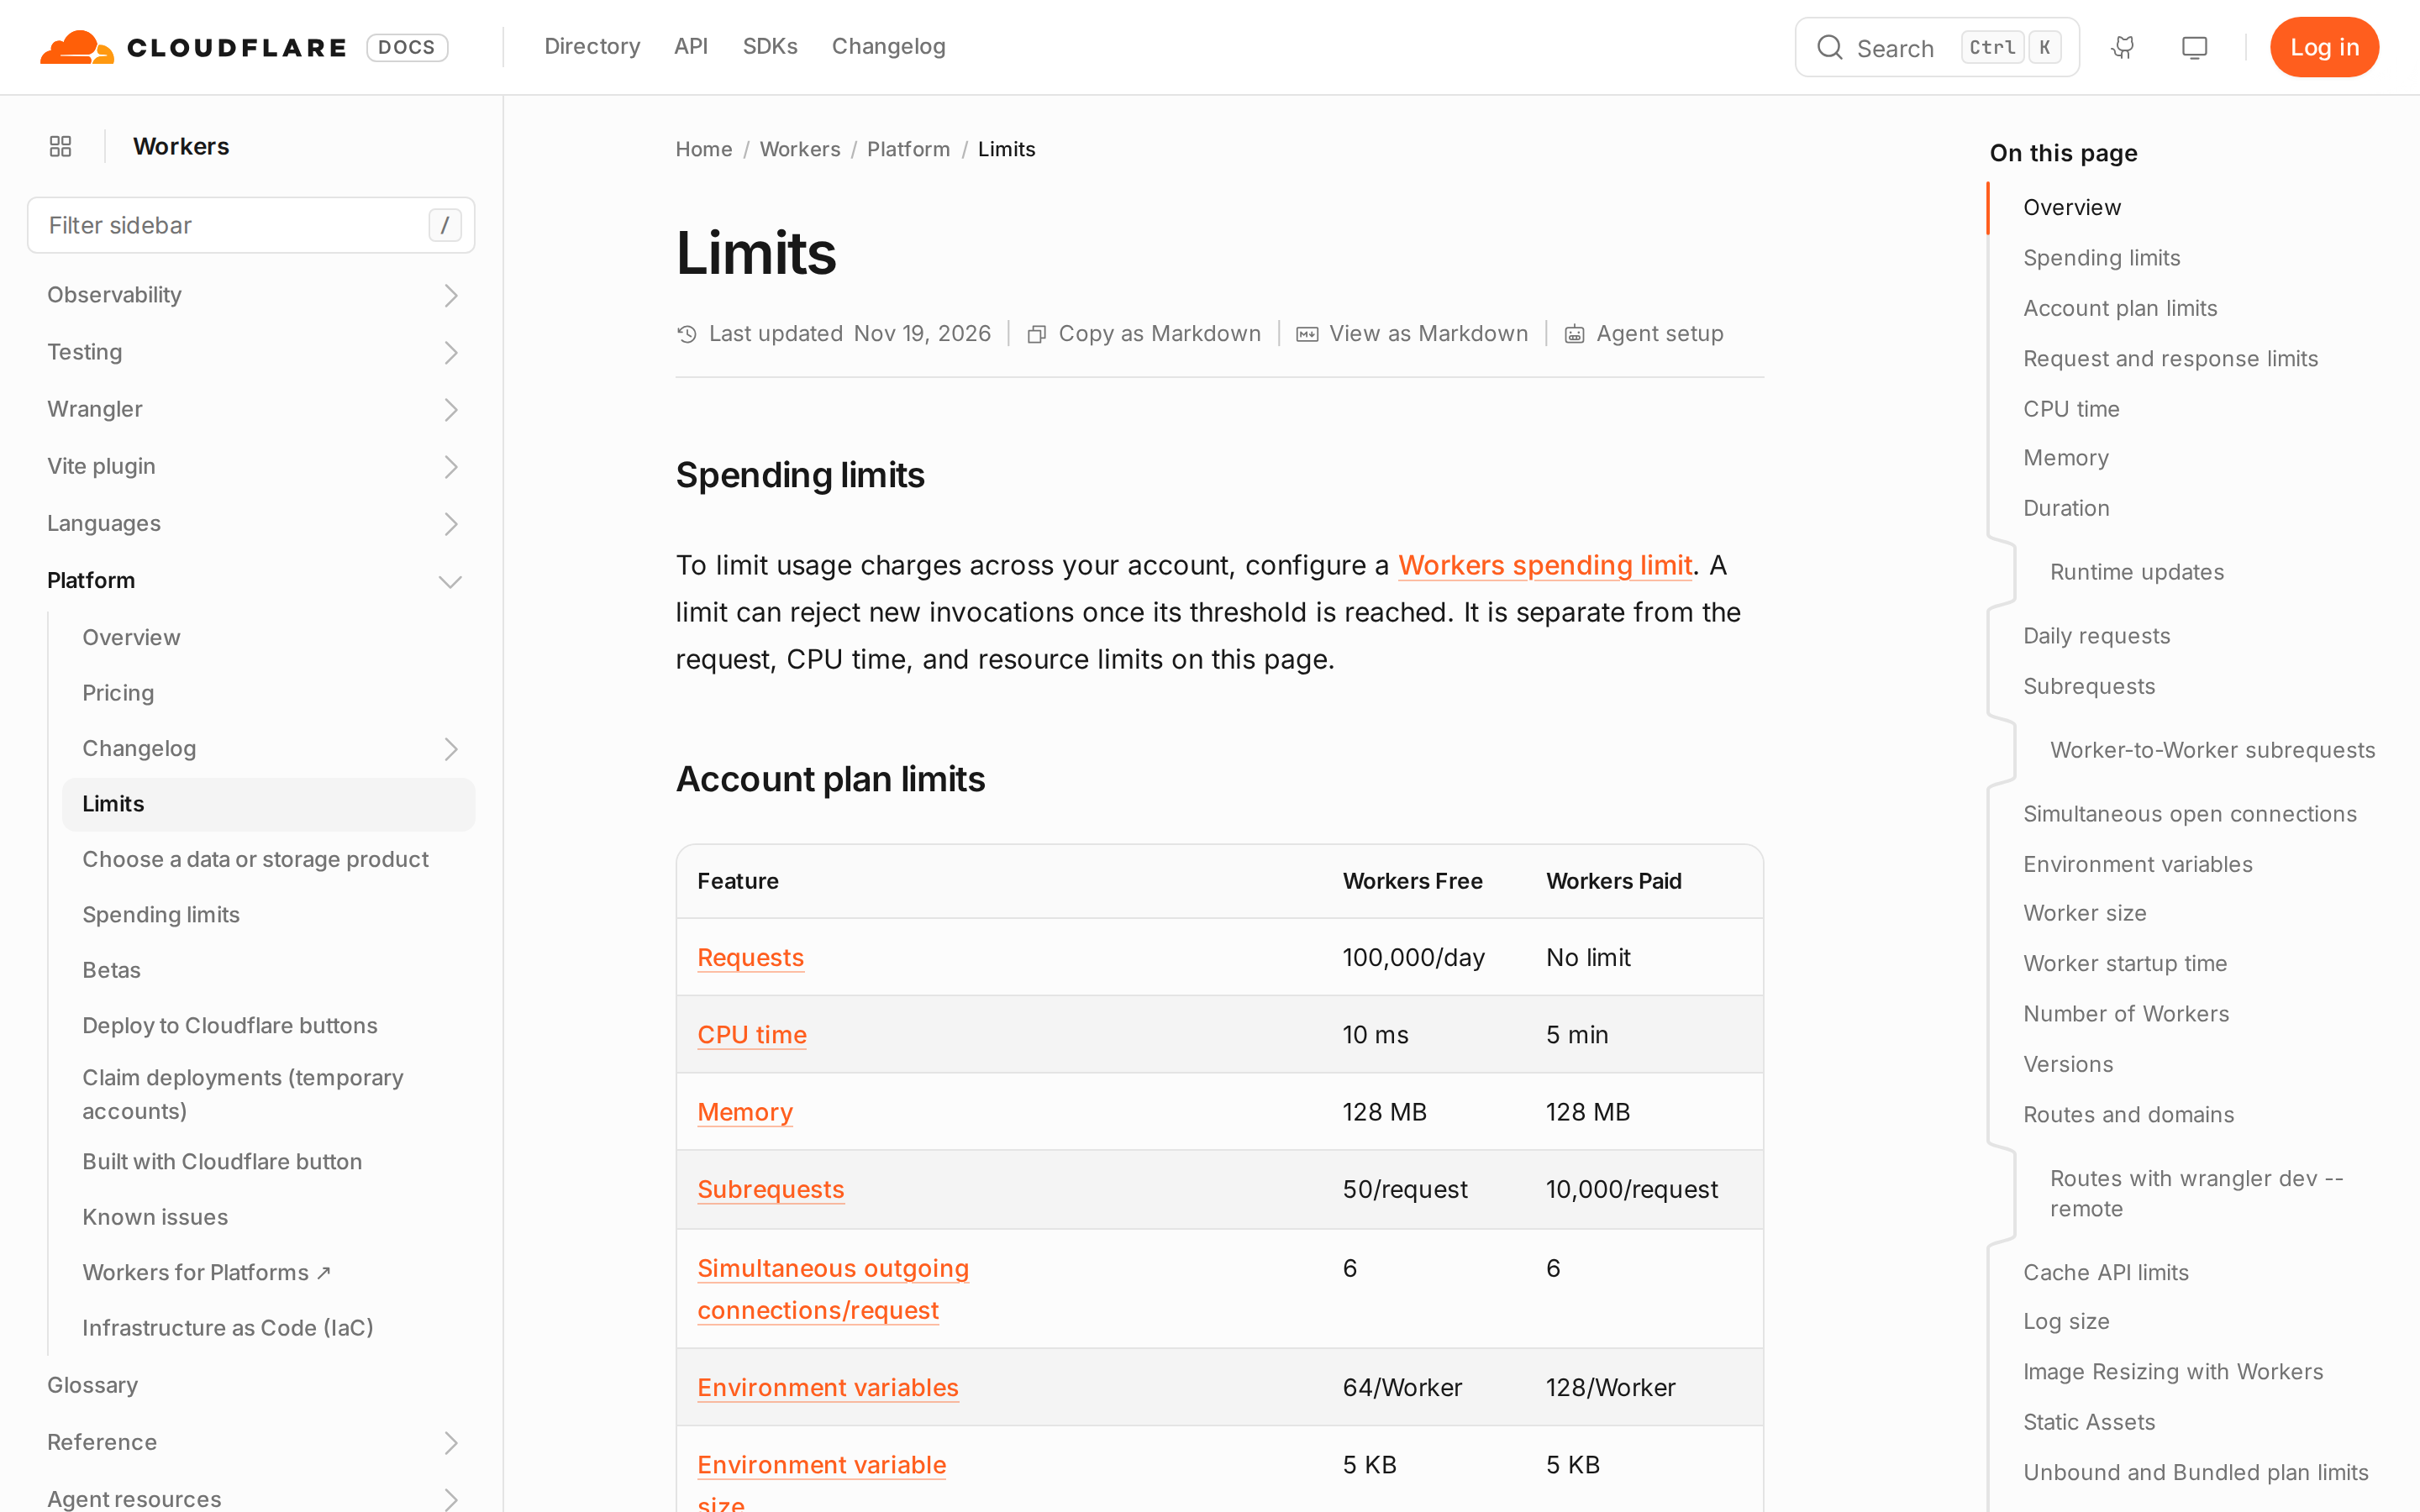 CLOUDFLARE DOCS
Directory API SDKs Changelog
Search Ctrl K
Log in
Workers
Filter sidebar /
Observability
Testing
Wrangler
Vite plugin
Languages
Platform
Overview
Pricing
Changelog
Limits
Choose a data or storage product
Spending limits
Betas
Deploy to Cloudflare buttons
Claim deployments (temporary
accounts)
Built with Cloudflare button
Known issues
Workers for Platforms ↗
Infrastructure as Code (IaC)
Glossary
Reference
Agent resources
Home / Workers / Platform / Limits
Limits
Last updated Nov 19, 2026 | Copy as Markdown | View as Markdown | Agent setup
Spending limits
To limit usage charges across your account, configure a Workers spending limit. A
limit can reject new invocations once its threshold is reached. It is separate from the
request, CPU time, and resource limits on this page.
Account plan limits
Feature Workers Free Workers Paid
Requests 100,000/day No limit
CPU time 10 ms 5 min
Memory 128 MB 128 MB
Subrequests 50/request 10,000/request
Simultaneous outgoing 6 6
connections/request
Environment variables 64/Worker 128/Worker
Environment variable 5 KB 5 KB
size
On this page
Overview
Spending limits
Account plan limits
Request and response limits
CPU time
Memory
Duration
Runtime updates
Daily requests
Subrequests
Worker-to-Worker subrequests
Simultaneous open connections
Environment variables
Worker size
Worker startup time
Number of Workers
Versions
Routes and domains
Routes with wrangler dev --
remote
Cache API limits
Log size
Image Resizing with Workers
Static Assets
Unbound and Bundled plan limits